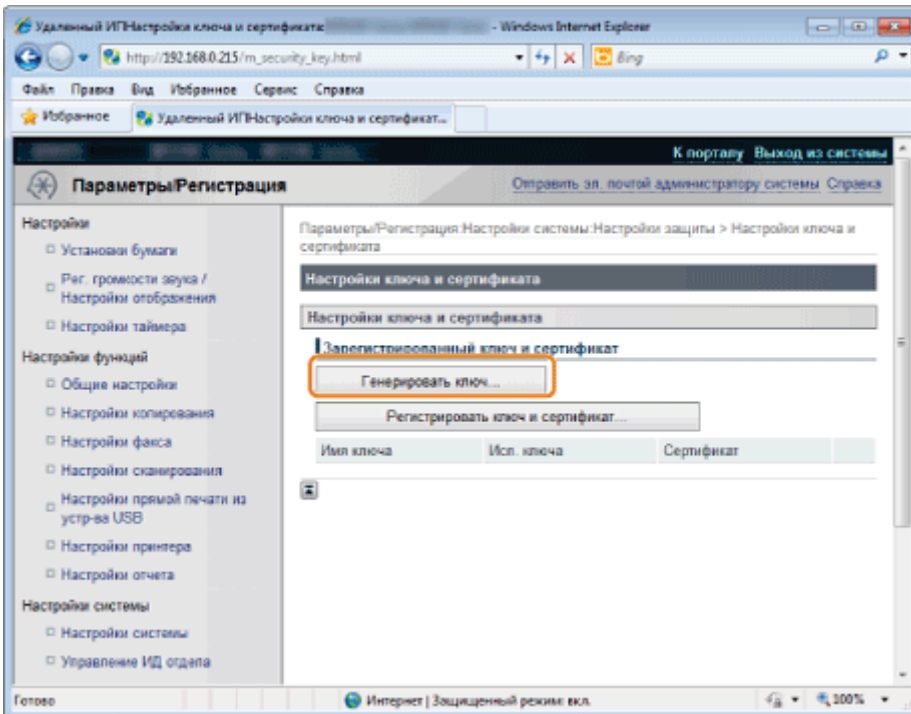 Удаленный ИПНастройки ключа и сертификата:
- Windows Internet Explorer
http://192.168.0.215/m_security_key.html
Bing
Файл Правка Вид Избранное Сервис Справка
Избранное
Удаленный ИПНастройки ключа и сертификат...
К порталу Выход из системы
Параметры/Регистрация
Отправить эл. почтой администратору системы Справка
Настройки
Установки бумаги
Рег. громкости звука /
Настройки отображения
Настройки таймера
Настройки функций
Общие настройки
Настройки копирования
Настройки факса
Настройки сканирования
Настройки прямой печати из
устр-ва USB
Настройки принтера
Настройки отчета
Настройки системы
Настройки системы
Управление ИД отдела
Параметры/Регистрация:Настройки системы:Настройки защиты > Настройки ключа и
сертификата
Настройки ключа и сертификата
Настройки ключа и сертификата
Зарегистрированный ключ и сертификат
Генерировать ключ...
Регистрировать ключ и сертификат...
Имя ключа Исп. ключа Сертификат
Готово
Интернет | Защищенный режим: вкл.
100%